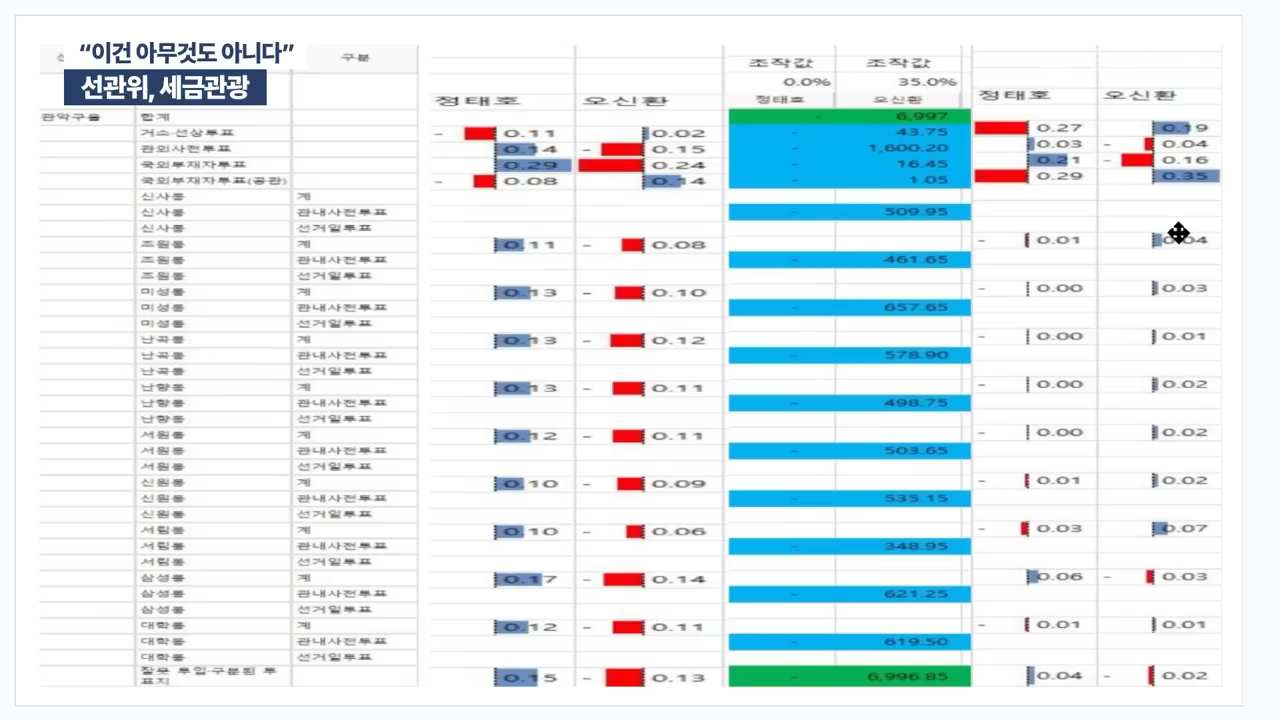 “이건 아무것도 아니다”
선관위, 세금관광
구분
조작값 조작값
0.0% 35.0%
정태호 오신환 정태호 오신환 정태호 오신환
관악구을 합계 - 6,997
거소·선상투표 - 0.11 0.02 - 43.75 0.27 0.19
관외사전투표 0.14 - 0.15 - 1,600.20 0.03 - 0.04
국외부재자투표 0.29 - 0.24 - 16.45 0.21 - 0.16
국외부재자투표(공관) - 0.08 0.14 - 1.05 0.29 0.35
신사동 계
신사동 관내사전투표 - 509.95
신사동 선거일투표
조원동 계 0.11 - 0.08 - 0.01 0.04
조원동 관내사전투표 - 461.65
조원동 선거일투표
미성동 계 0.13 - 0.10 - 0.00 0.03
미성동 관내사전투표 - 657.65
미성동 선거일투표
난곡동 계 0.13 - 0.12 - 0.00 0.01
난곡동 관내사전투표 - 578.90
난곡동 선거일투표
난향동 계 0.13 - 0.11 - 0.00 0.02
난향동 관내사전투표 - 498.75
난향동 선거일투표
서원동 계 0.12 - 0.11 - 0.00 0.02
서원동 관내사전투표 - 503.65
서원동 선거일투표
신원동 계 0.10 - 0.09 - 0.01 0.02
신원동 관내사전투표 - 535.15
신원동 선거일투표
서림동 계 0.10 - 0.06 - 0.03 0.07
서림동 관내사전투표 - 348.95
서림동 선거일투표
삼성동 계 0.17 - 0.14 0.06 - 0.03
삼성동 관내사전투표 - 621.25
삼성동 선거일투표
대학동 계 0.12 - 0.11 - 0.01 0.01
대학동 관내사전투표 - 619.50
대학동 선거일투표
잘못 투입·구분된 투
표지 0.15 - 0.13 - 6,996.85 0.04 - 0.02